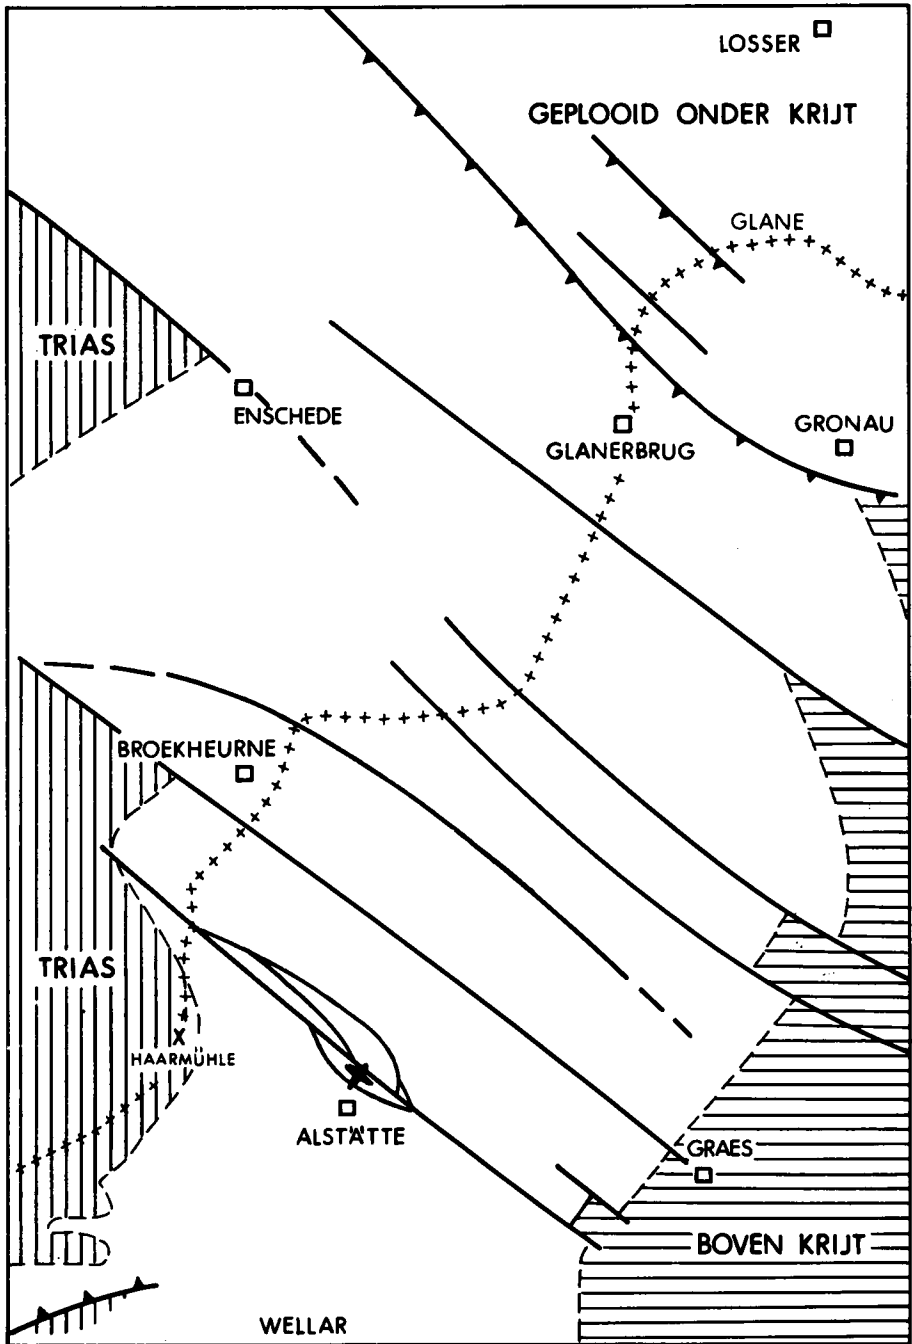 LOSSER
GEPLOOID ONDER KRIJT
GLANE
TRIAS
ENSCHEDE
GRONAU
GLANERBRUG
BROEKHEURNE
TRIAS
HAARMÜHLE
ALSTÄTTE
GRAES
BOVEN KRIJT
WELLAR